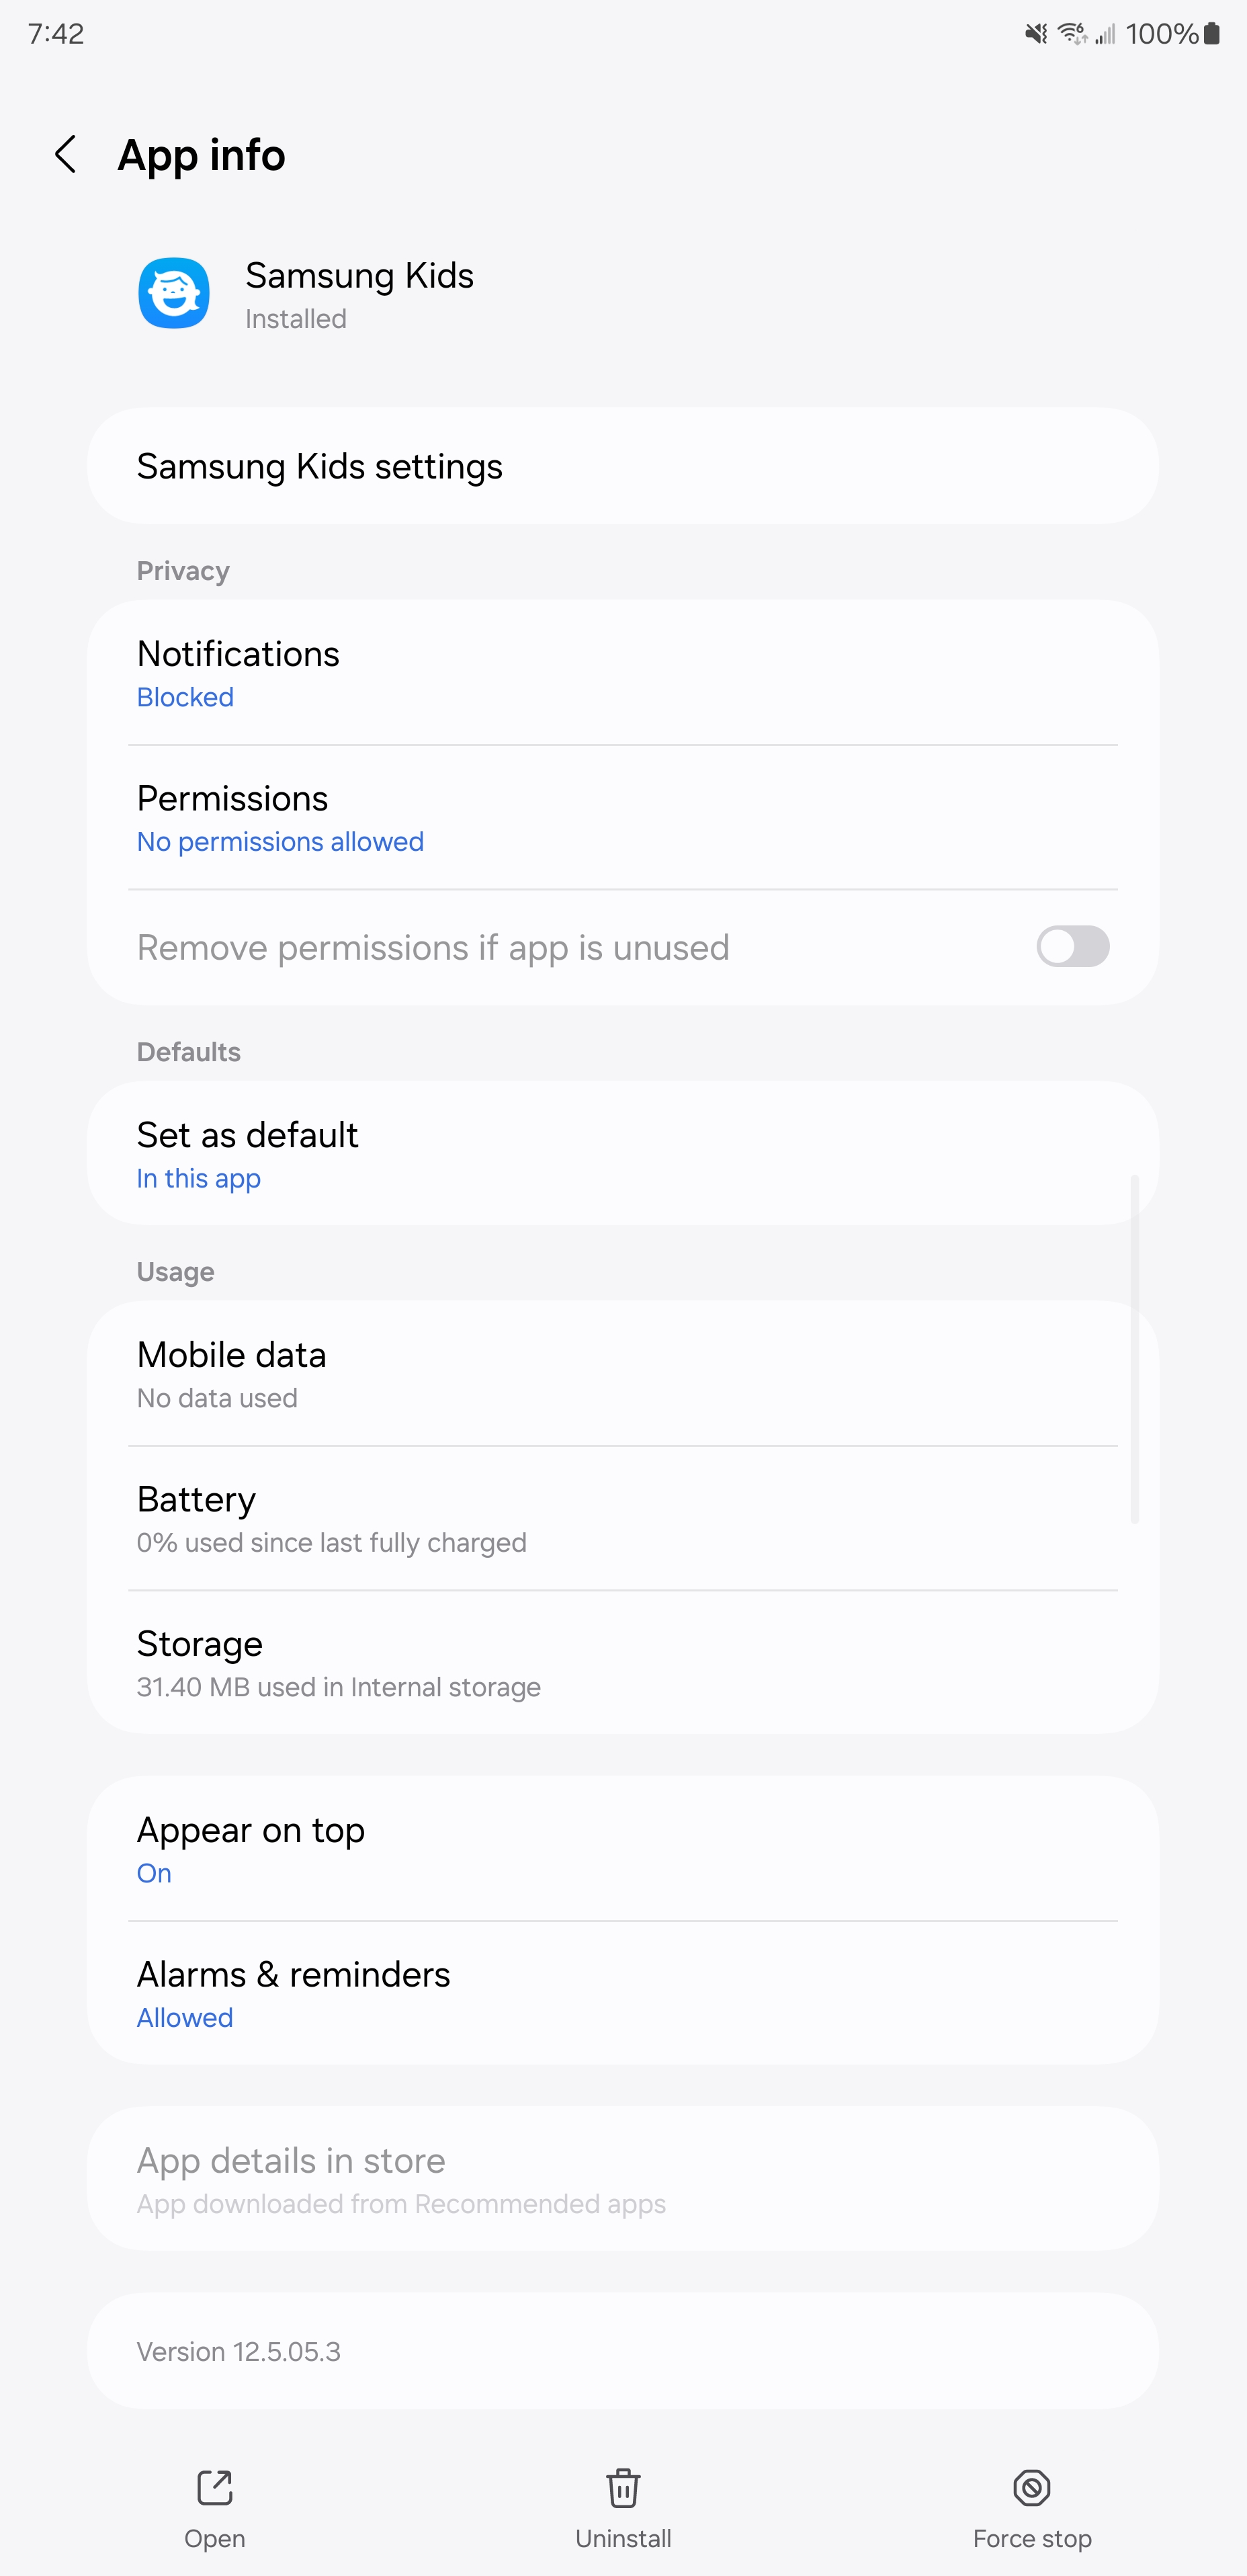 7:42
100%
App info
Samsung Kids
Installed
Samsung Kids settings
Privacy
Notifications
Blocked
Permissions
No permissions allowed
Remove permissions if app is unused
Defaults
Set as default
In this app
Usage
Mobile data
No data used
Battery
0% used since last fully charged
Storage
31.40 MB used in Internal storage
Appear on top
On
Alarms & reminders
Allowed
App details in store
App downloaded from Recommended apps
Version 12.5.05.3
Open
Uninstall
Force stop